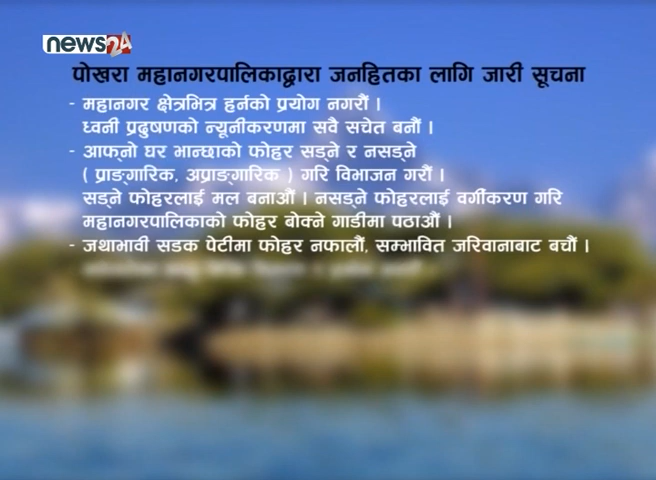 news24
पोखरा महानगरपालिकाद्वारा जनहितका लागि जारी सूचना
- महानगर क्षेत्रभित्र हर्नको प्रयोग नगरौं ।
ध्वनी प्रदुषणको न्यूनीकरणमा सवै सचेत बनौं ।
- आफ्नो घर भान्छाको फोहर सड्ने र नसड्ने
( प्राङ्गारिक, अप्राङ्गारिक ) गरि विभाजन गरौं ।
सड्ने फोहरलाई मल बनाऔं । नसड्ने फोहरलाई वर्गीकरण गरि
महानगरपालिकाको फोहर बोक्ने गाडीमा पठाऔं ।
- जथाभावी सडक पेटीमा फोहर नफालौं, सम्भावित जरिवानाबाट बचौं ।